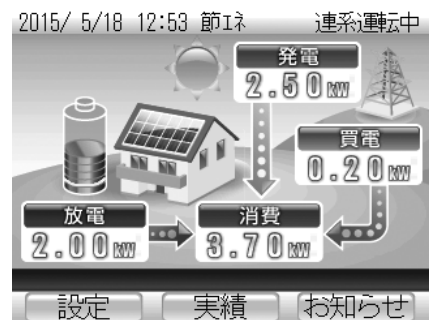 2015/ 5/18 12:53 節ｴﾈ 連系運転中
発電
2.50kW
買電
0.20kW
放電
2.00kW
消費
3.70kW
設定 実績 お知らせ